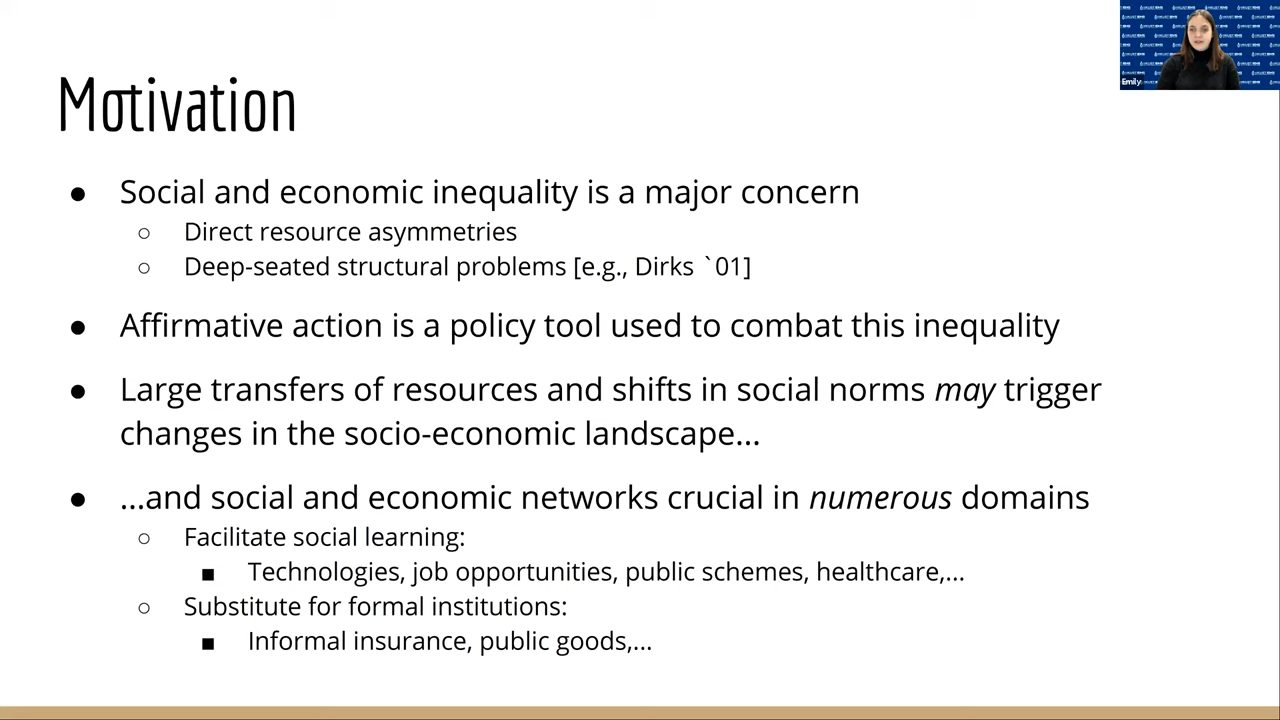 Motivation
● Social and economic inequality is a major concern
○ Direct resource asymmetries
○ Deep-seated structural problems [e.g., Dirks `01]
● Affirmative action is a policy tool used to combat this inequality
● Large transfers of resources and shifts in social norms may trigger
changes in the socio-economic landscape...
● ...and social and economic networks crucial in numerous domains
○ Facilitate social learning:
■ Technologies, job opportunities, public schemes, healthcare,...
○ Substitute for formal institutions:
■ Informal insurance, public goods,...
Emily